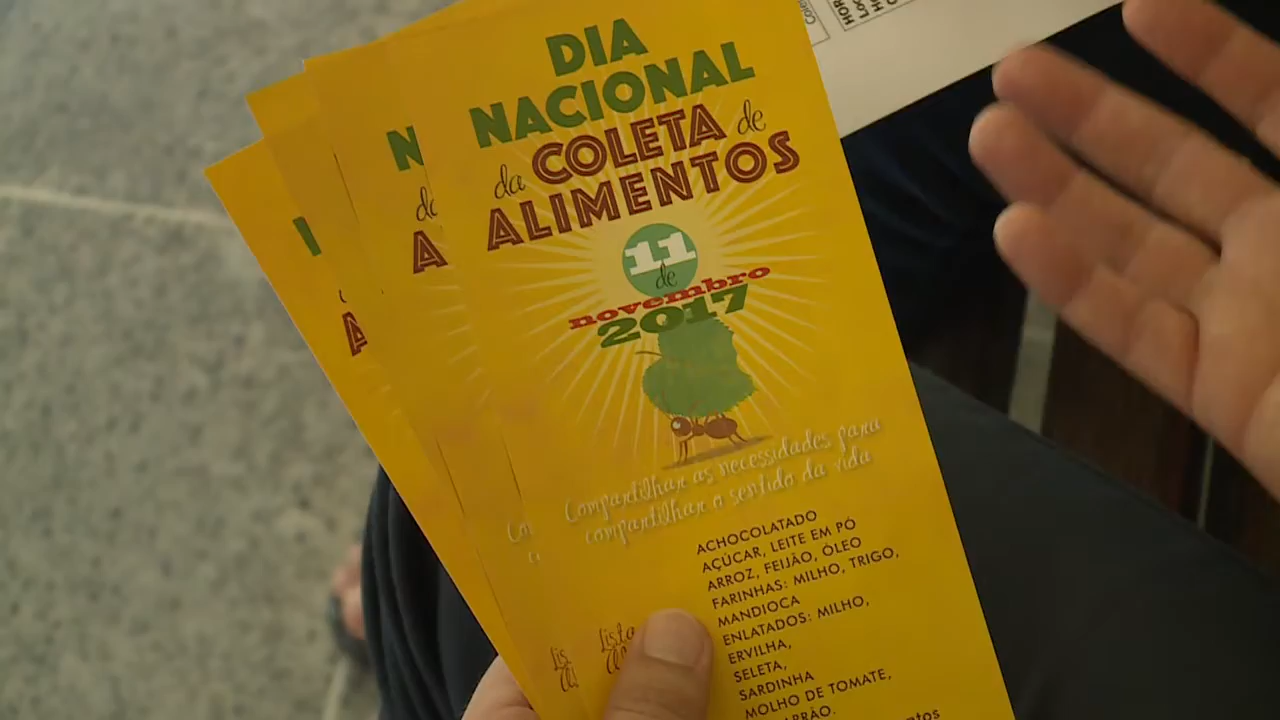 DIA
NACIONAL
da COLETA de
ALIMENTOS
11
de
novembro
2017
Compartilhar as necessidades para
compartilhar o sentido da vida
ACHOCOLATADO
AÇÚCAR, LEITE EM PÓ
ARROZ, FEIJÃO, ÓLEO
FARINHAS: MILHO, TRIGO,
MANDIOCA
ENLATADOS: MILHO,
ERVILHA,
SELETA,
SARDINHA
MOLHO DE TOMATE,
Lista